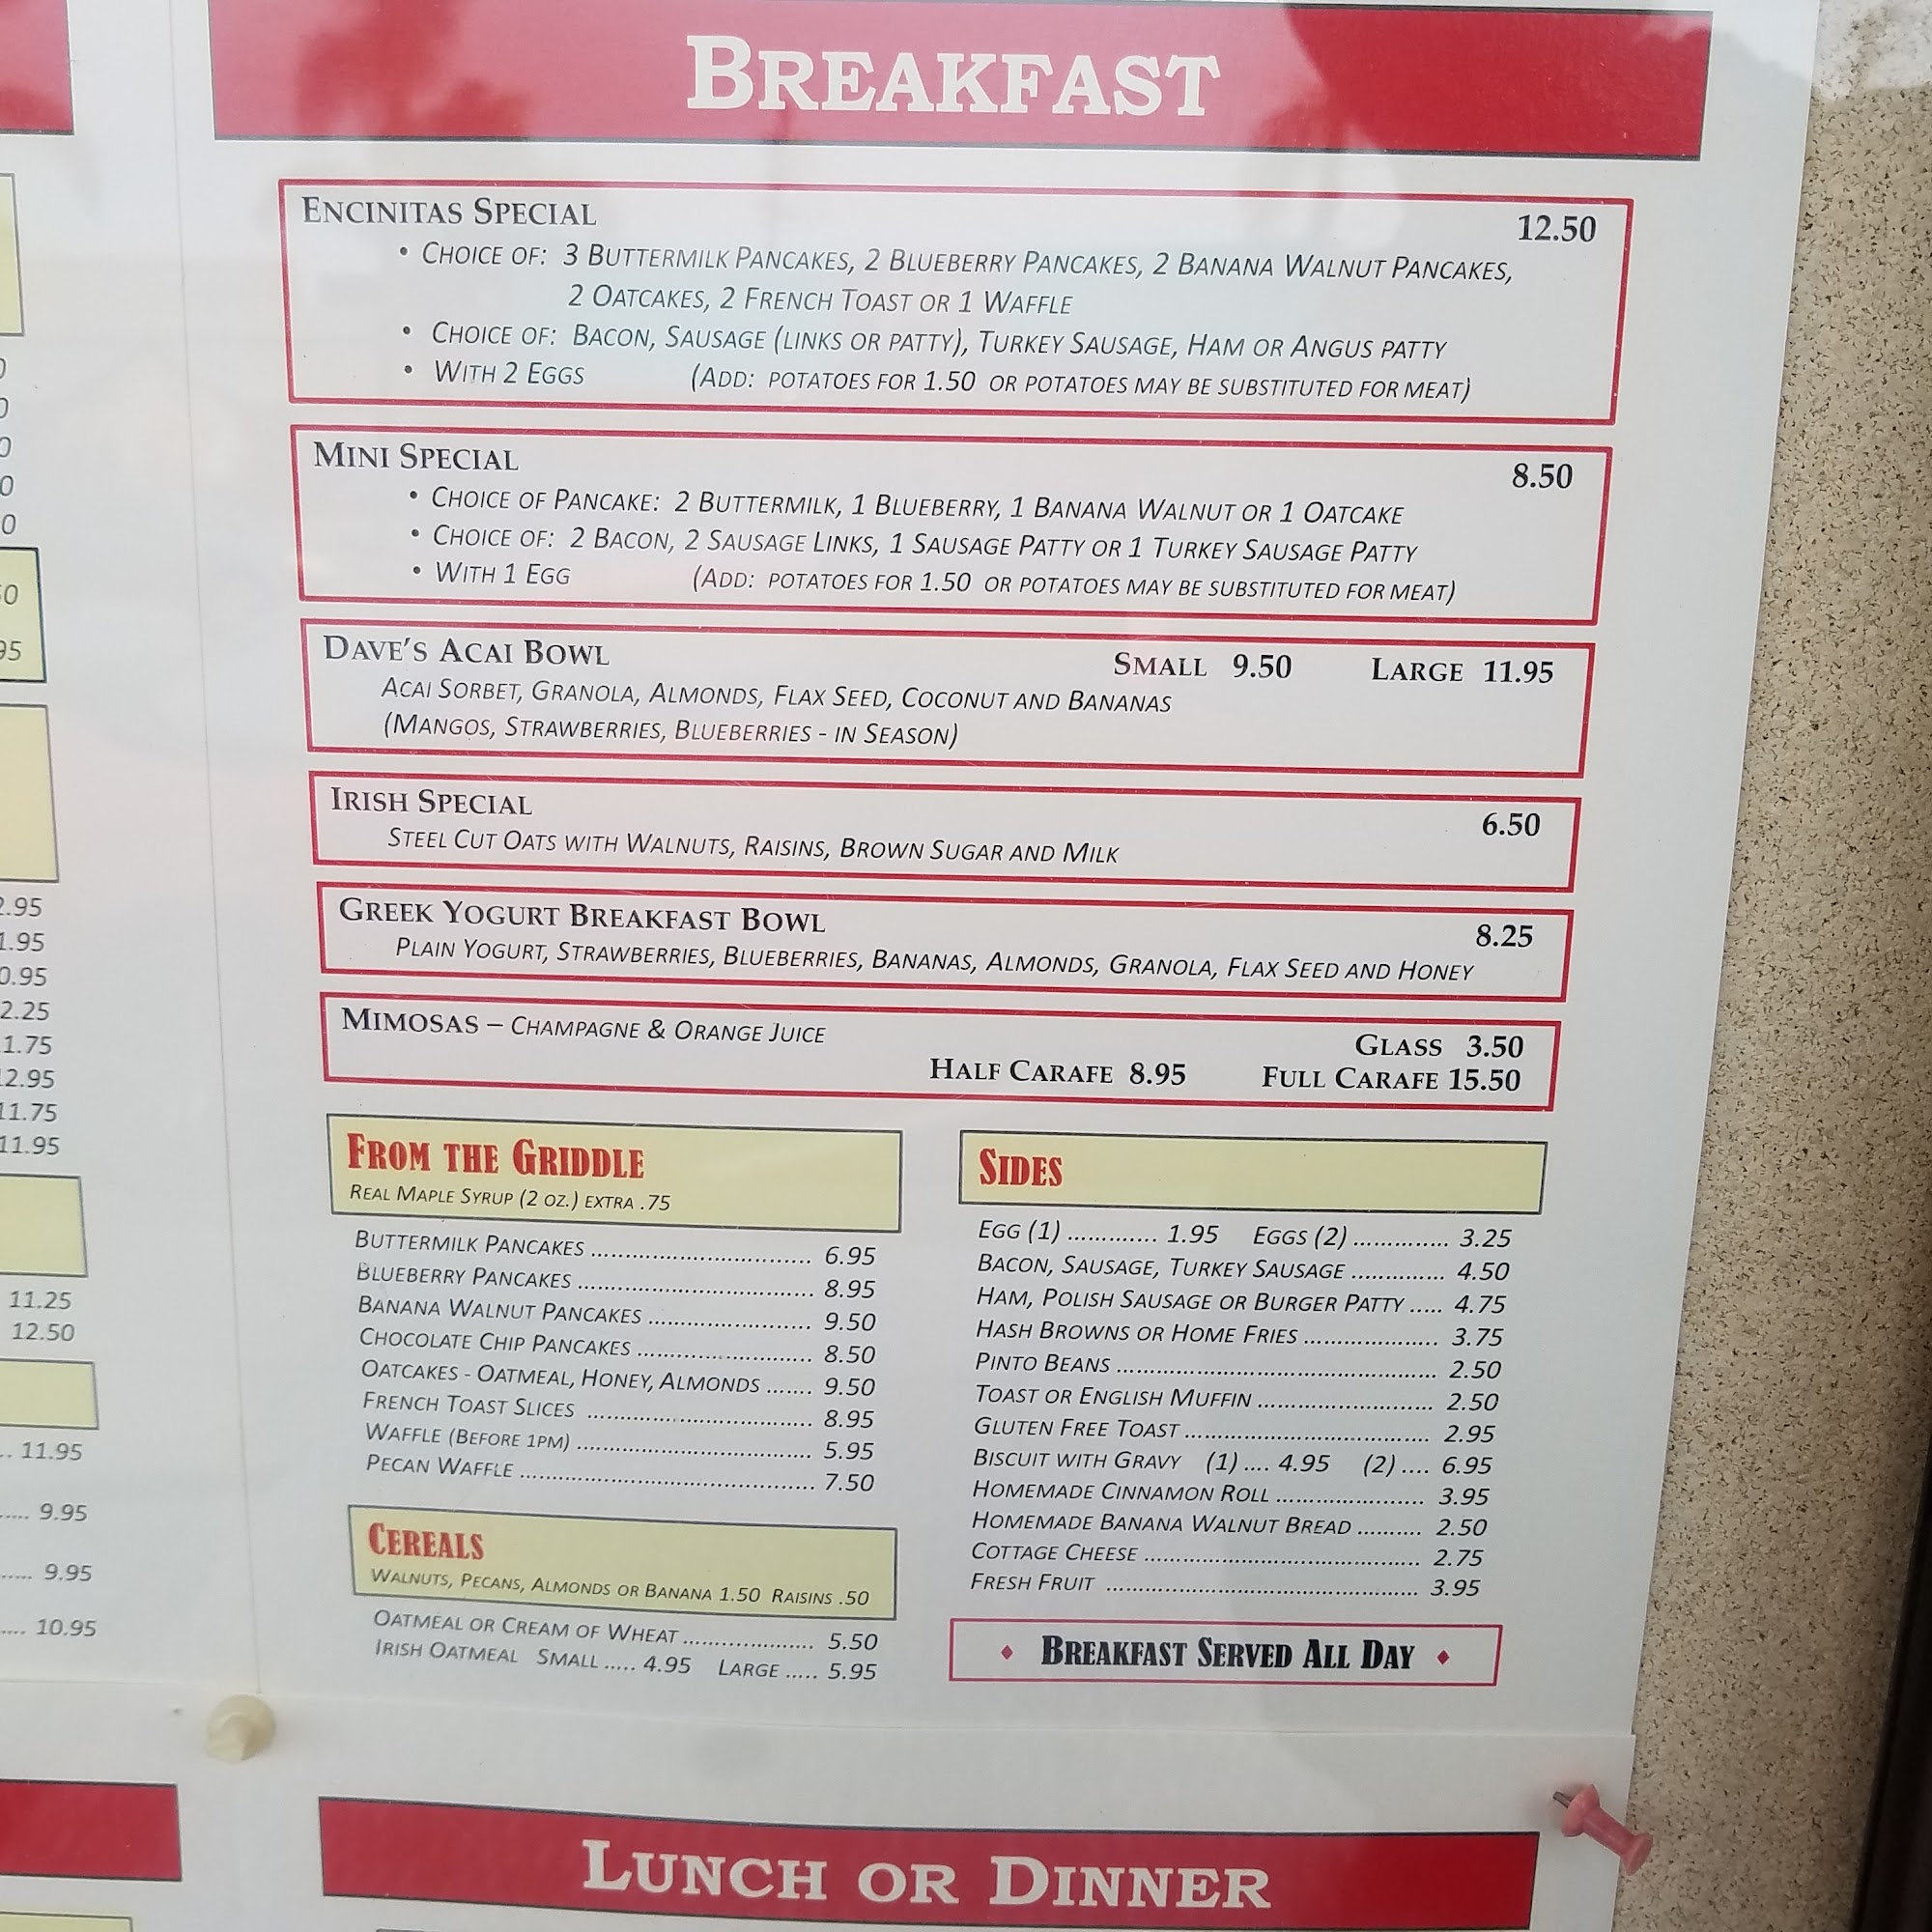 BREAKFAST
ENCINITAS SPECIAL 12.50
• CHOICE OF: 3 BUTTERMILK PANCAKES, 2 BLUEBERRY PANCAKES, 2 BANANA WALNUT PANCAKES,
2 OATCAKES, 2 FRENCH TOAST OR 1 WAFFLE
• CHOICE OF: BACON, SAUSAGE (LINKS OR PATTY), TURKEY SAUSAGE, HAM OR ANGUS PATTY
• WITH 2 EGGS (ADD: POTATOES FOR 1.50 OR POTATOES MAY BE SUBSTITUTED FOR MEAT)
MINI SPECIAL 8.50
• CHOICE OF PANCAKE: 2 BUTTERMILK, 1 BLUEBERRY, 1 BANANA WALNUT OR 1 OATCAKE
• CHOICE OF: 2 BACON, 2 SAUSAGE LINKS, 1 SAUSAGE PATTY OR 1 TURKEY SAUSAGE PATTY
• WITH 1 EGG (ADD: POTATOES FOR 1.50 OR POTATOES MAY BE SUBSTITUTED FOR MEAT)
DAVE'S ACAI BOWL SMALL 9.50 LARGE 11.95
ACAI SORBET, GRANOLA, ALMONDS, FLAX SEED, COCONUT AND BANANAS
(MANGOS, STRAWBERRIES, BLUEBERRIES - IN SEASON)
IRISH SPECIAL 6.50
STEEL CUT OATS WITH WALNUTS, RAISINS, BROWN SUGAR AND MILK
GREEK YOGURT BREAKFAST BOWL 8.25
PLAIN YOGURT, STRAWBERRIES, BLUEBERRIES, BANANAS, ALMONDS, GRANOLA, FLAX SEED AND HONEY
MIMOSAS – CHAMPAGNE & ORANGE JUICE GLASS 3.50
HALF CARAFE 8.95 FULL CARAFE 15.50
FROM THE GRIDDLE
REAL MAPLE SYRUP (2 OZ.) EXTRA .75
BUTTERMILK PANCAKES ........ 6.95
BLUEBERRY PANCAKES ........ 8.95
BANANA WALNUT PANCAKES ........ 9.50
CHOCOLATE CHIP PANCAKES ........ 8.50
OATCAKES - OATMEAL, HONEY, ALMONDS ....... 9.50
FRENCH TOAST SLICES ........ 8.95
WAFFLE (BEFORE 1PM) ........ 5.95
PECAN WAFFLE ........ 7.50
CEREALS
WALNUTS, PECANS, ALMONDS OR BANANA 1.50 RAISINS .50
OATMEAL OR CREAM OF WHEAT ........ 5.50
IRISH OATMEAL SMALL ..... 4.95 LARGE ..... 5.95
SIDES
EGG (1) ............. 1.95 EGGS (2) .............. 3.25
BACON, SAUSAGE, TURKEY SAUSAGE .............. 4.50
HAM, POLISH SAUSAGE OR BURGER PATTY ..... 4.75
HASH BROWNS OR HOME FRIES ........ 3.75
PINTO BEANS ........ 2.50
TOAST OR ENGLISH MUFFIN ........ 2.50
GLUTEN FREE TOAST ........ 2.95
BISCUIT WITH GRAVY (1) .... 4.95 (2) .... 6.95
HOMEMADE CINNAMON ROLL ........ 3.95
HOMEMADE BANANA WALNUT BREAD .......... 2.50
COTTAGE CHEESE ........ 2.75
FRESH FRUIT ........ 3.95
♦ BREAKFAST SERVED ALL DAY ♦
11.25
12.50
.. 11.95
..... 9.95
..... 9.95
.... 10.95
LUNCH OR DINNER